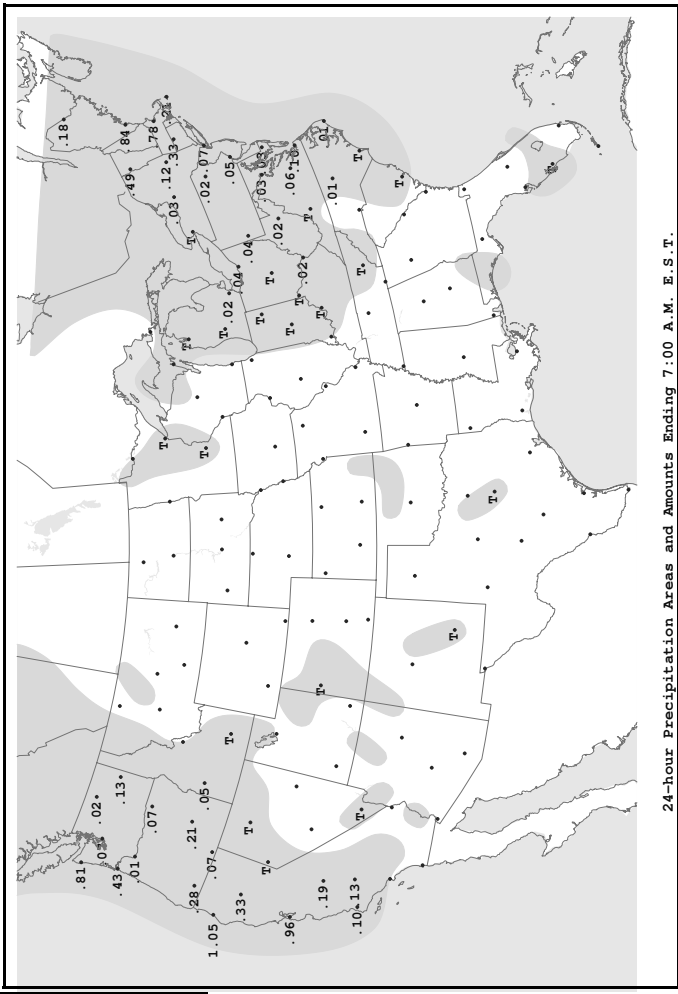 .81
.02
.43
.13
.01
.07
.28
.21
.05
.07
1.05
T
.33
T
T
.96
T
.19
.13
.10
T
T
T
T
T
T
T
.02
T
T
T
T
.04
T
.02
T
.04
.02
T
T
.03
.18
.84
.49
.78
.12
.21
.33
.07
.02
.05
.03
.03
.06
.10
.01
.01
T
T
T
24-hour Precipitation Areas and Amounts Ending 7:00 A.M. E.S.T.